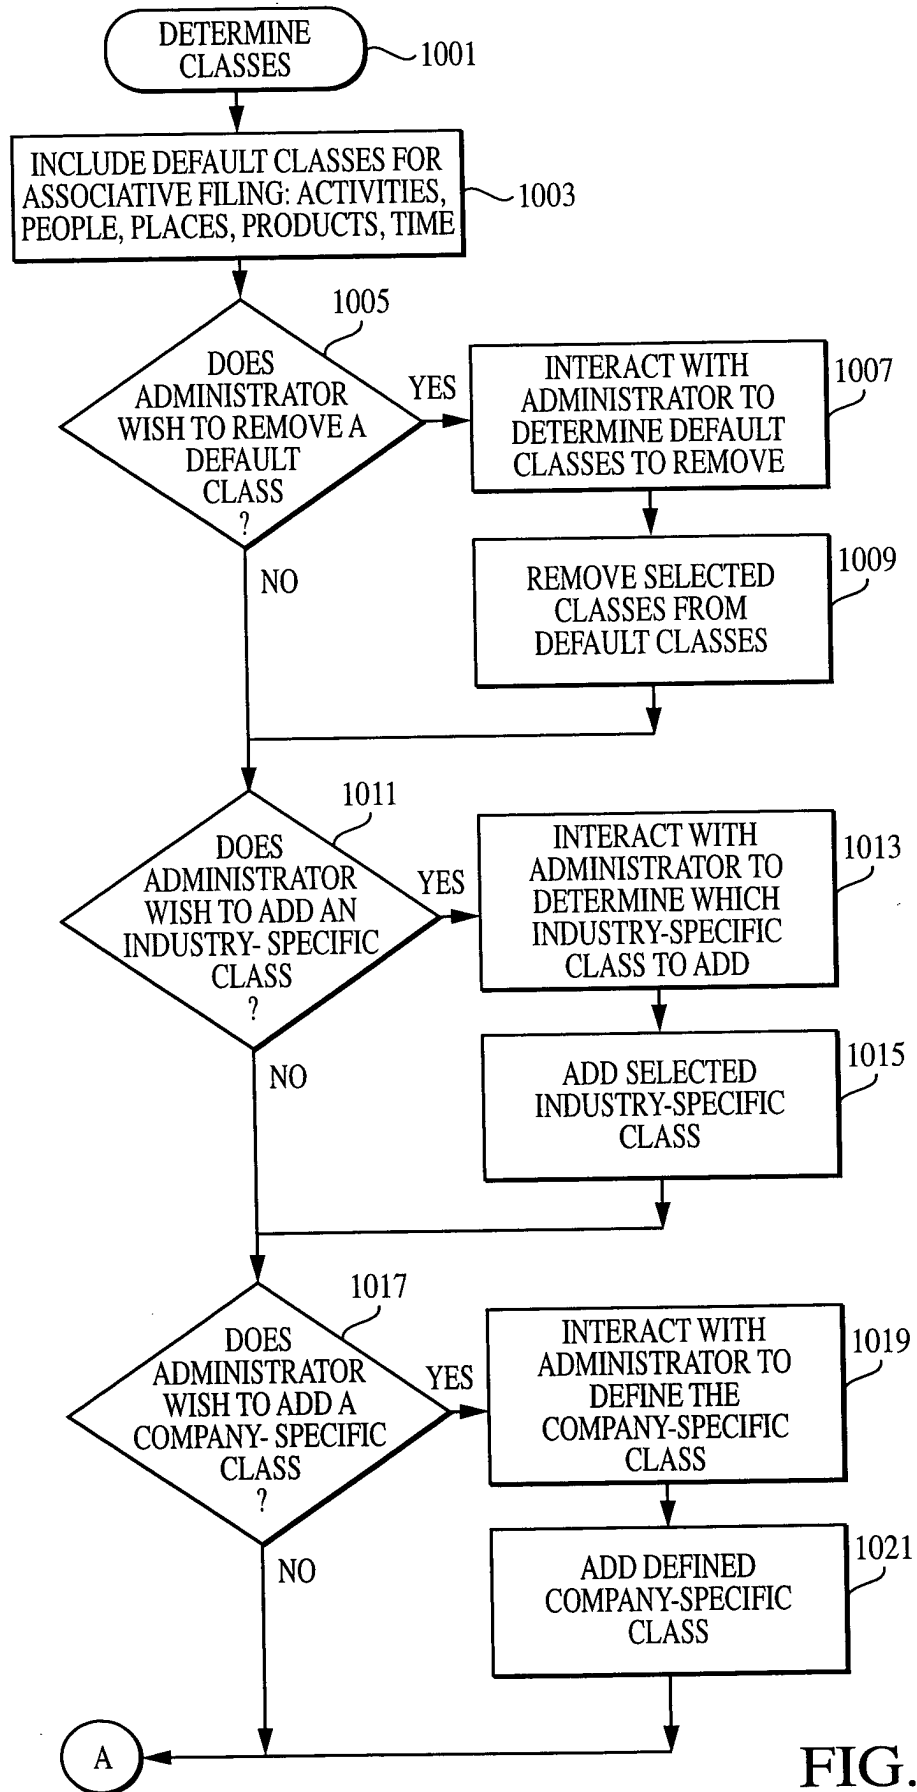 DETERMINE
CLASSES
1001
INCLUDE DEFAULT CLASSES FOR
ASSOCIATIVE FILING: ACTIVITIES,
PEOPLE, PLACES, PRODUCTS, TIME
1003
1005
DOES
ADMINISTRATOR
WISH TO REMOVE A
DEFAULT
CLASS
?
YES
NO
INTERACT WITH
ADMINISTRATOR TO
DETERMINE DEFAULT
CLASSES TO REMOVE
1007
REMOVE SELECTED
CLASSES FROM
DEFAULT CLASSES
1009
1011
DOES
ADMINISTRATOR
WISH TO ADD AN
INDUSTRY- SPECIFIC
CLASS
?
YES
NO
INTERACT WITH
ADMINISTRATOR TO
DETERMINE WHICH
INDUSTRY-SPECIFIC
CLASS TO ADD
1013
ADD SELECTED
INDUSTRY-SPECIFIC
CLASS
1015
1017
DOES
ADMINISTRATOR
WISH TO ADD A
COMPANY- SPECIFIC
CLASS
?
YES
NO
INTERACT WITH
ADMINISTRATOR TO
DEFINE THE
COMPANY-SPECIFIC
CLASS
1019
ADD DEFINED
COMPANY-SPECIFIC
CLASS
1021
A
FIG.